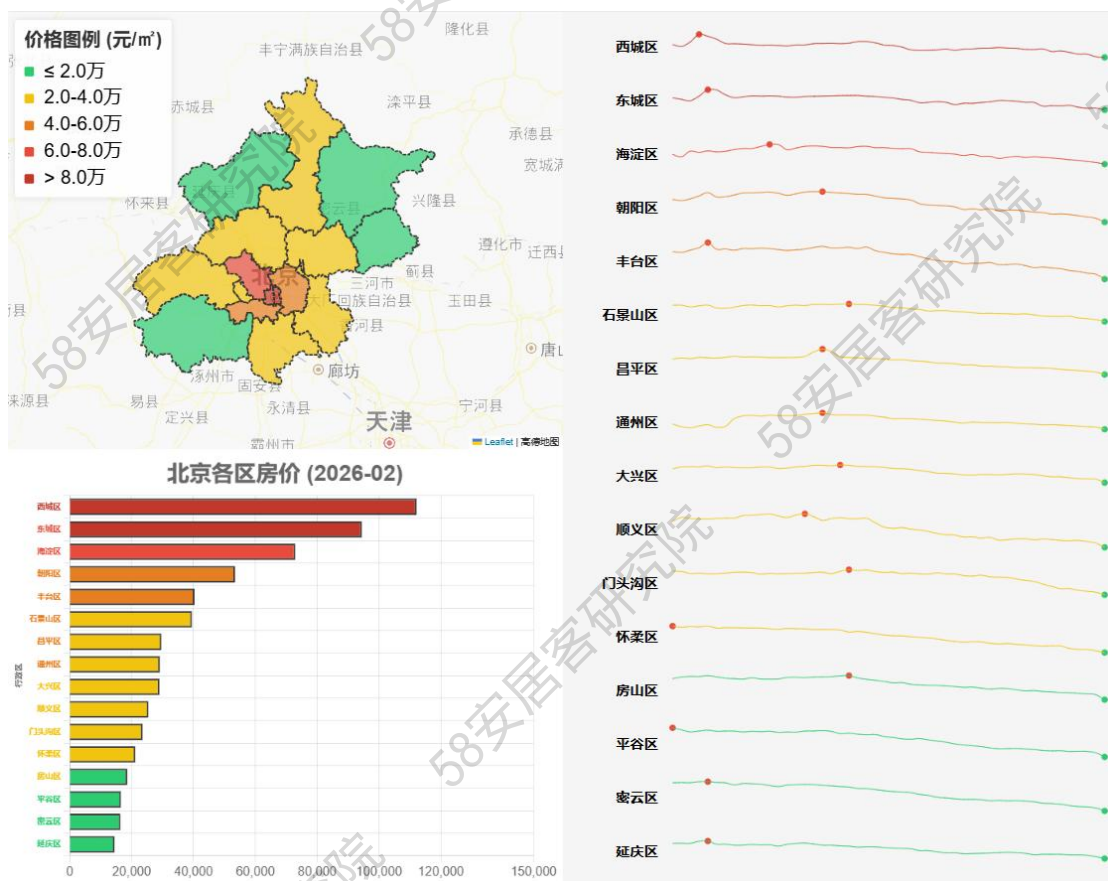 价格图例 (元/㎡)
≤ 2.0万
2.0-4.0万
4.0-6.0万
6.0-8.0万
> 8.0万
隆化县
丰宁满族自治县
赤城县
滦平县
承德县
怀来县
兴隆县
遵化市
迁西县
蓟县
北京
三河市
大厂回族自治县
玉田县
香河县
唐山
廊坊
涿州市
固安县
涞源县
易县
定兴县
永清县
宁河县
天津
霸州市
Leaflet | 高德地图
北京各区房价 (2026-02)
行政区
西城区
东城区
海淀区
朝阳区
丰台区
石景山区
昌平区
通州区
大兴区
顺义区
门头沟区
怀柔区
房山区
平谷区
密云区
延庆区
0 20,000 40,000 60,000 80,000 100,000 120,000 150,000
西城区
东城区
海淀区
朝阳区
丰台区
石景山区
昌平区
通州区
大兴区
顺义区
门头沟区
怀柔区
房山区
平谷区
密云区
延庆区
58安居客研究院
58安居客研究院
58安居客研究院
58安居客研究院